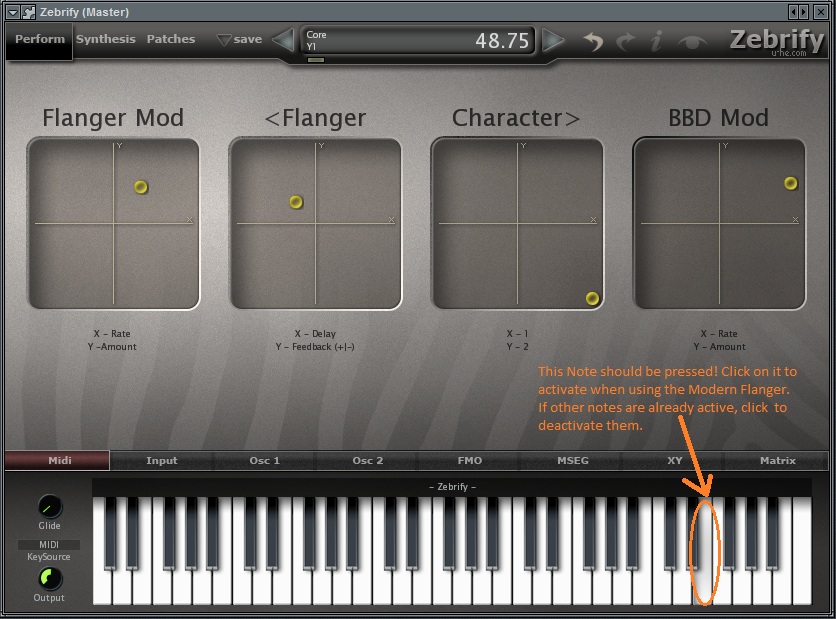 Zebrify (Master)
Perform Synthesis Patches save
Core
Y1
48.75
Zebrify
u-he.com
Flanger Mod
<Flanger
Character>
BBD Mod
Y Y Y Y
X X X X
X - Rate
Y -Amount
X - Delay
Y - Feedback (+|-)
X - 1
Y - 2
X - Rate
Y - Amount
This Note should be pressed! Click on it to
activate when using the Modern Flanger.
If other notes are already active, click to
deactivate them.
Midi Input Osc 1 Osc 2 FMO MSEG XY Matrix
- Zebrify -
Glide
MIDI
KeySource
Output